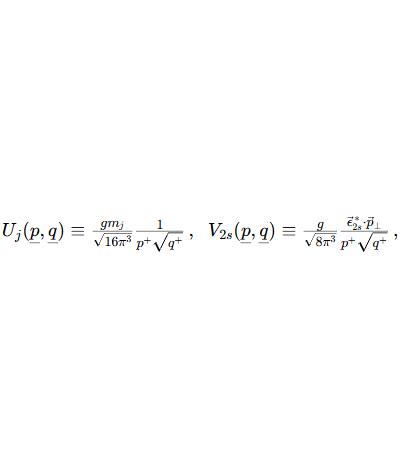 $U_j(\underline{p},\underline{q}) \equiv \frac{g m_j}{\sqrt{16\pi^3}} \frac{1}{p^+\sqrt{q^+}}\,,\;\; V_{2s}(\underline{p},\underline{q}) \equiv \frac{g}{\sqrt{8\pi^3}} \frac{\vec{\epsilon}_{2s}^{\,*}\cdot\vec{p}_\perp}{p^+\sqrt{q^+}}\,,$